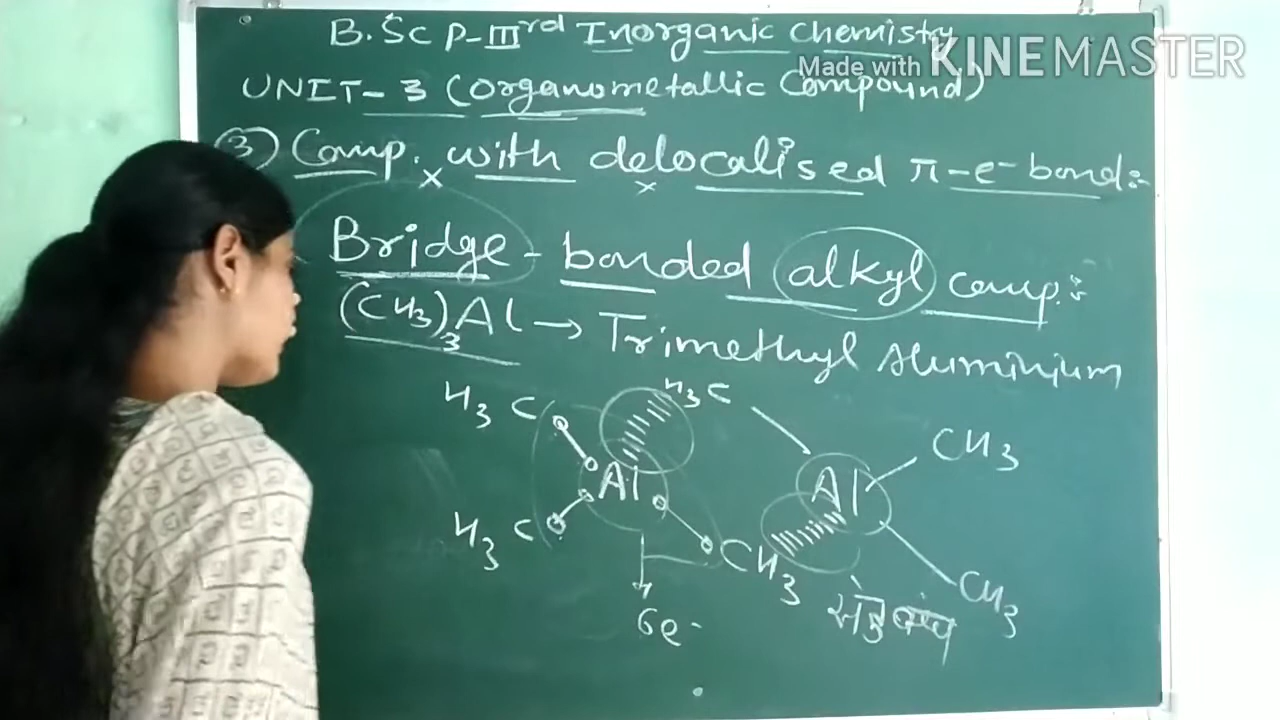 B.Sc P-IIIrd Inorganic Chemistry
Made with KINEMASTER
UNIT-3 (Organometallic Compound)
③ Comp. with delocalised π-e- bond:-
Bridge-bonded alkyl comp.:
(CH3)3Al → Trimethyl Aluminium
H3C H3C
CH3
Al Al
H3C CH3 CH3
6e-